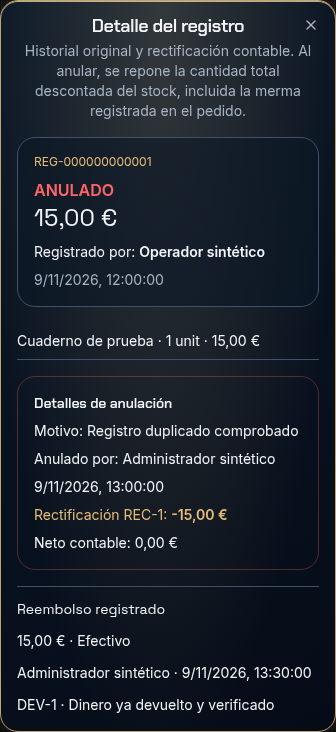 Detalle del registro ×
Historial original y rectificación contable. Al
anular, se repone la cantidad total
descontada del stock, incluida la merma
registrada en el pedido.
REG-000000000001
ANULADO
15,00 €
Registrado por: Operador sintético
9/11/2026, 12:00:00
Cuaderno de prueba · 1 unit · 15,00 €
Detalles de anulación
Motivo: Registro duplicado comprobado
Anulado por: Administrador sintético
9/11/2026, 13:00:00
Rectificación REC-1: -15,00 €
Neto contable: 0,00 €
Reembolso registrado
15,00 € · Efectivo
Administrador sintético · 9/11/2026, 13:30:00
DEV-1 · Dinero ya devuelto y verificado